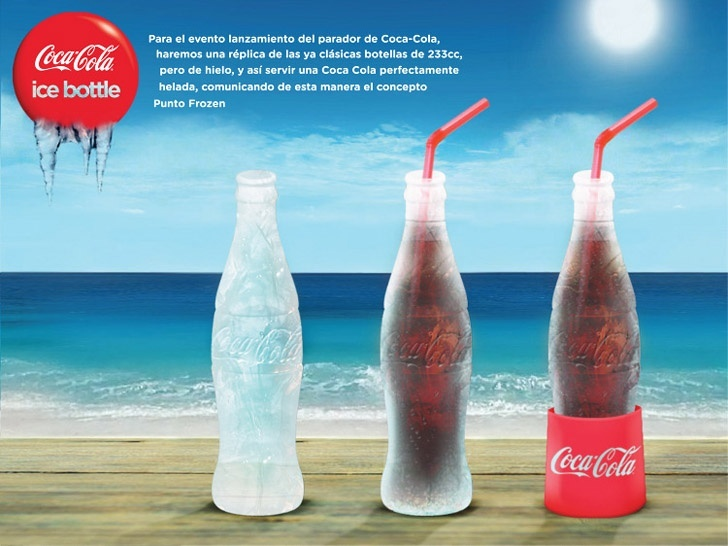 Coca-Cola
ice bottle
Para el evento lanzamiento del parador de Coca-Cola,
haremos una réplica de las ya clásicas botellas de 233cc,
pero de hielo, y así servir una Coca Cola perfectamente
helada, comunicando de esta manera el concepto
Punto Frozen
Coca-Cola
Coca-Cola
Coca-Cola
Coca-Cola